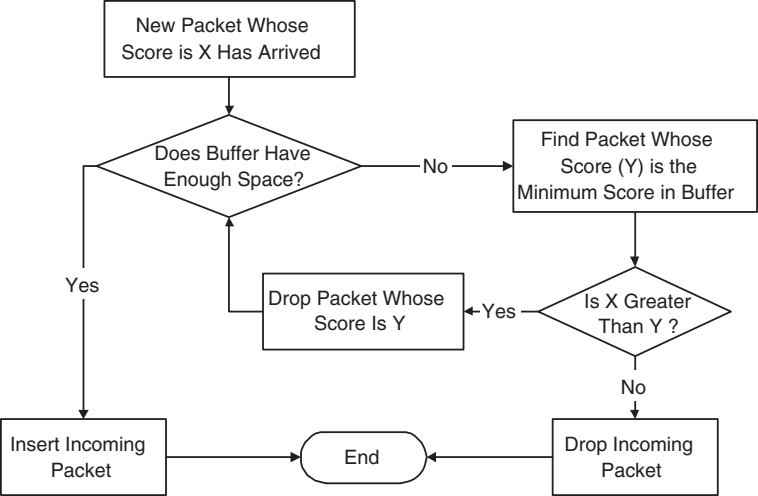 New Packet Whose
Score is X Has Arrived
Does Buffer Have
Enough Space?
No
Find Packet Whose
Score (Y) is the
Minimum Score in Buffer
Yes
Drop Packet Whose
Score Is Y
Yes
Is X Greater
Than Y ?
No
Insert Incoming
Packet
End
Drop Incoming
Packet